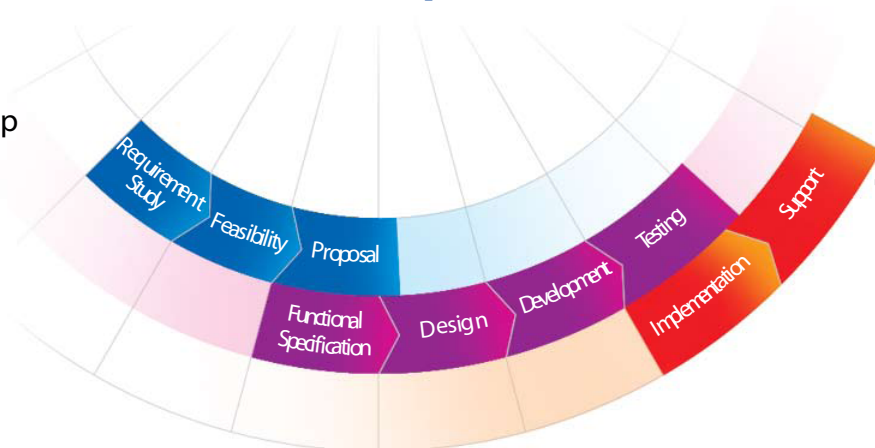 p
Requirement
Study
Feasibility
Proposal
Functional
Specification
Design
Development
Testing
Implementation
Support